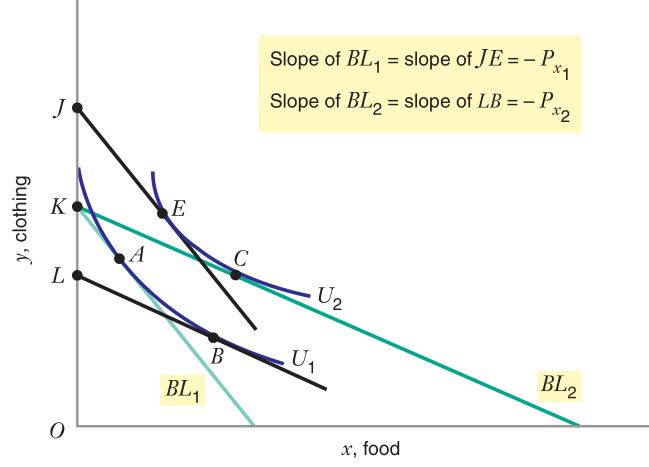 Slope of BL1 = slope of JE = – Px1
Slope of BL2 = slope of LB = – Px2
J
K
E
A
C
L
U2
B
U1
BL1
BL2
O
y, clothing
x, food